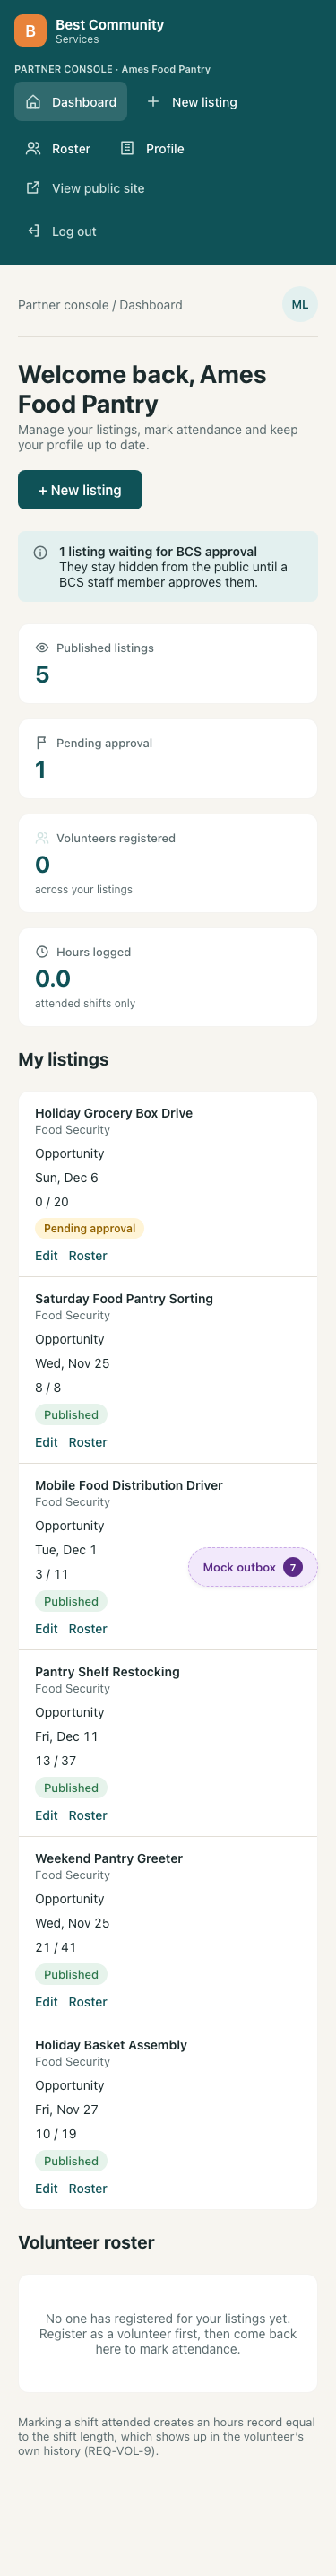 B
Best Community
Services
PARTNER CONSOLE · Ames Food Pantry
Dashboard
New listing
Roster
Profile
View public site
Log out
Partner console / Dashboard
ML
Welcome back, Ames
Food Pantry
Manage your listings, mark attendance and keep
your profile up to date.
+ New listing
1 listing waiting for BCS approval
They stay hidden from the public until a
BCS staff member approves them.
Published listings
5
Pending approval
1
Volunteers registered
0
across your listings
Hours logged
0.0
attended shifts only
My listings
Holiday Grocery Box Drive
Food Security
Opportunity
Sun, Dec 6
0 / 20
Pending approval
Edit Roster
Saturday Food Pantry Sorting
Food Security
Opportunity
Wed, Nov 25
8 / 8
Published
Edit Roster
Mobile Food Distribution Driver
Food Security
Opportunity
Tue, Dec 1
Mock outbox 7
3 / 11
Published
Edit Roster
Pantry Shelf Restocking
Food Security
Opportunity
Fri, Dec 11
13 / 37
Published
Edit Roster
Weekend Pantry Greeter
Food Security
Opportunity
Wed, Nov 25
21 / 41
Published
Edit Roster
Holiday Basket Assembly
Food Security
Opportunity
Fri, Nov 27
10 / 19
Published
Edit Roster
Volunteer roster
No one has registered for your listings yet.
Register as a volunteer first, then come back
here to mark attendance.
Marking a shift attended creates an hours record equal
to the shift length, which shows up in the volunteer's
own history (REQ-VOL-9).